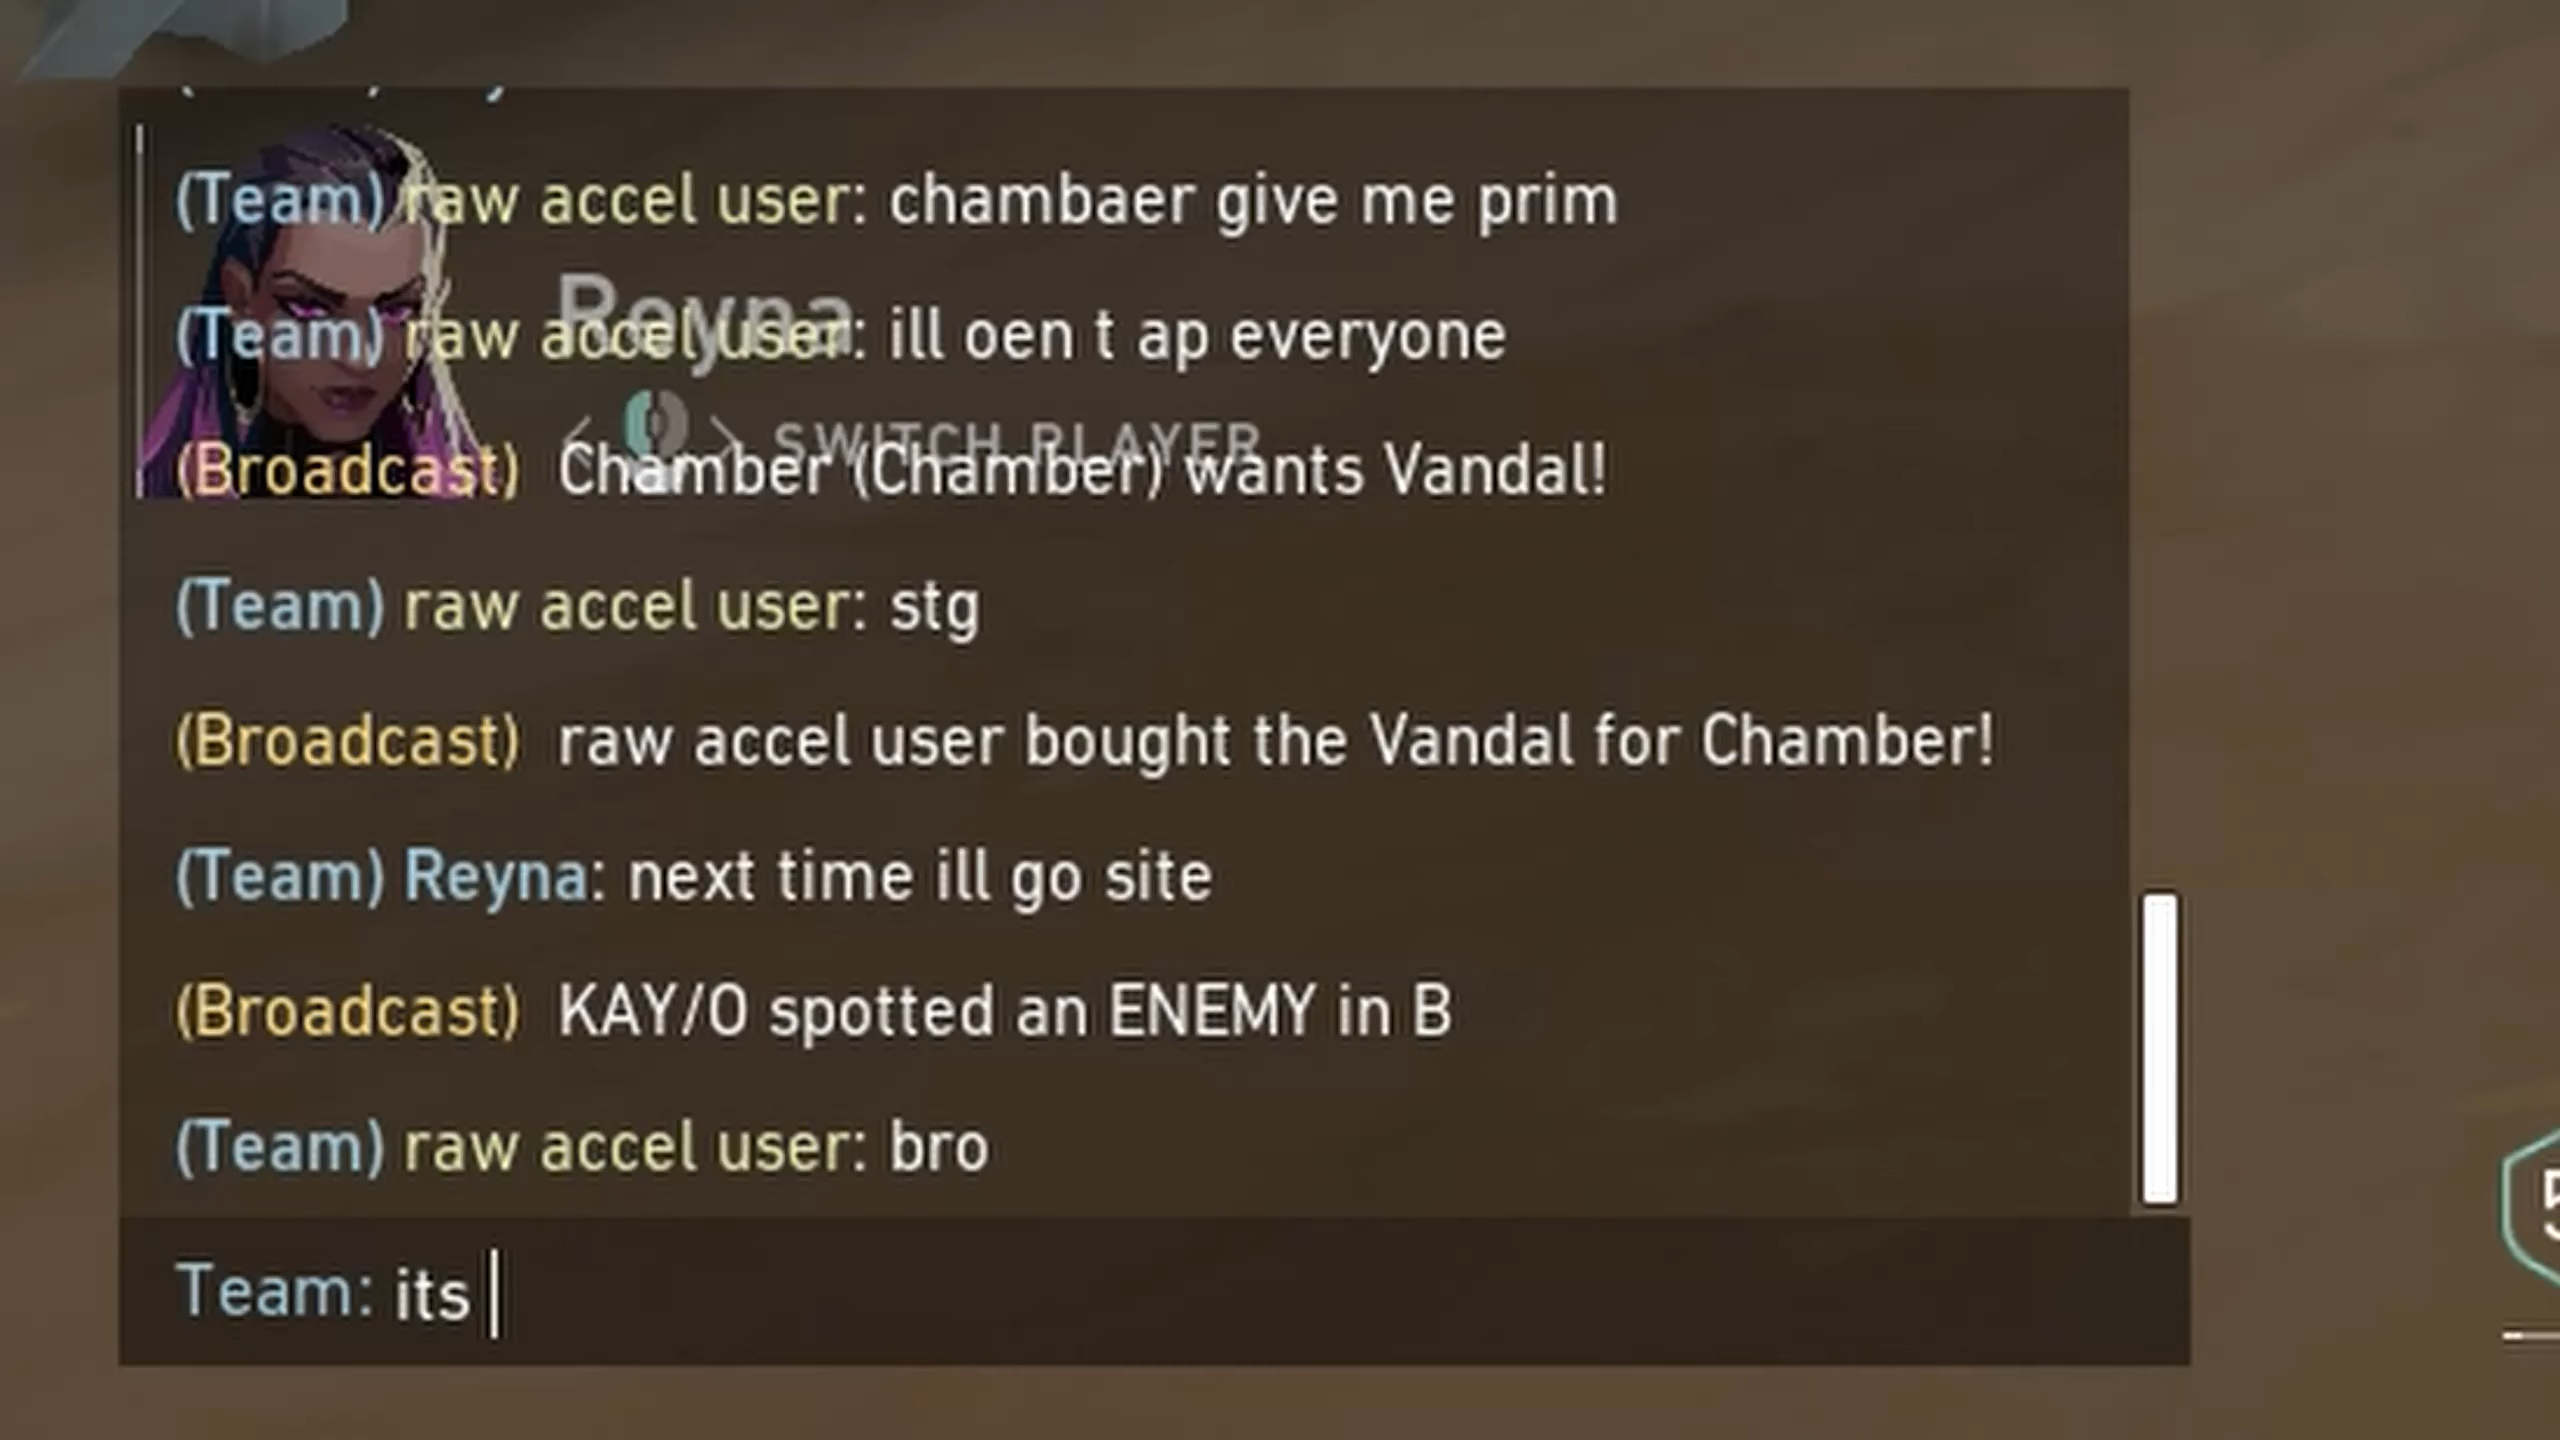 (Team) raw accel user: chambaer give me prim
Reyna
(Team) raw accel user: ill oen t ap everyone
SWITCH PLAYER
(Broadcast) Chamber (Chamber) wants Vandal!
(Team) raw accel user: stg
(Broadcast) raw accel user bought the Vandal for Chamber!
(Team) Reyna: next time ill go site
(Broadcast) KAY/O spotted an ENEMY in B
(Team) raw accel user: bro
Team: its